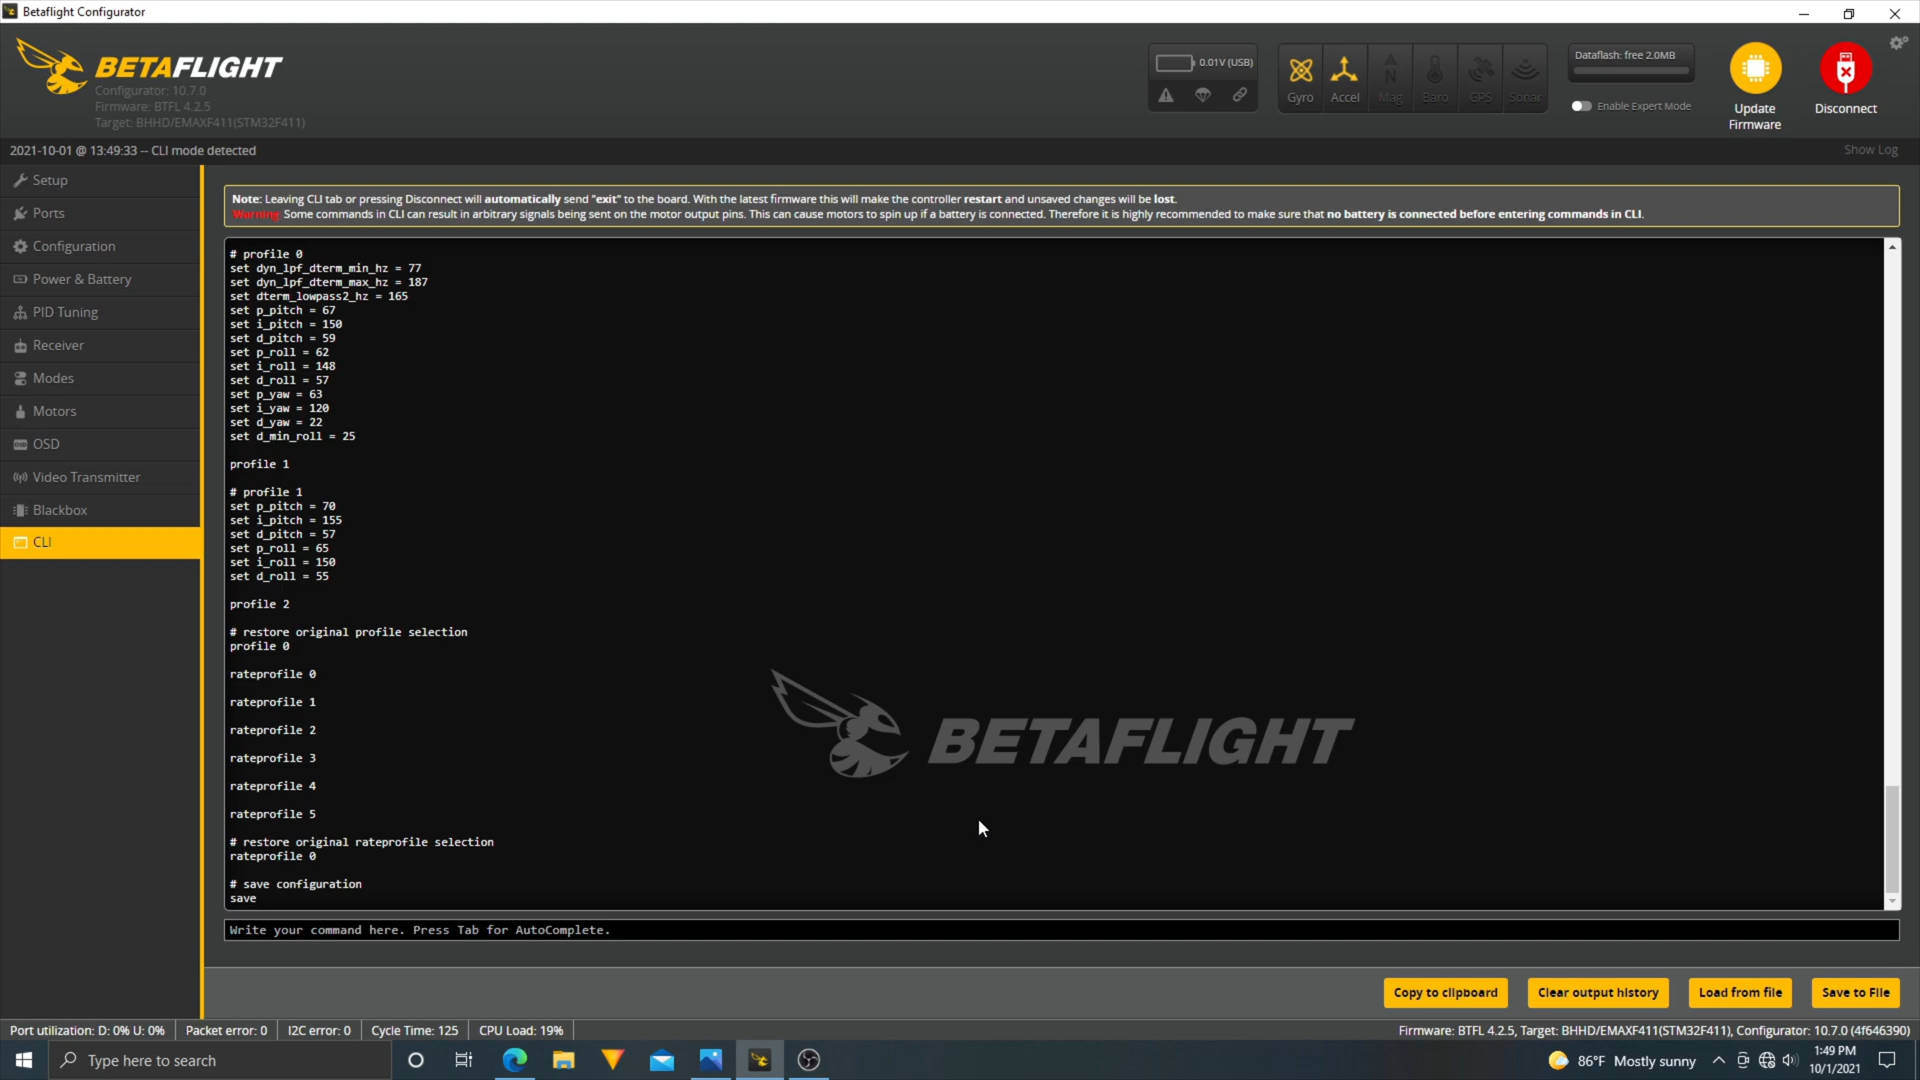 Betaflight Configurator
BETAFLIGHT
Configurator: 10.7.0
Firmware: BTFL 4.2.5
Target: BHHD/EMAXF411(STM32F411)
0.01V (USB)
Gyro
Accel
Mag
Baro
GPS
Sonar
Dataflash: free 2.0MB
Enable Expert Mode
Update
Firmware
Disconnect
2021-10-01 @ 13:49:33 -- CLI mode detected
Show Log
Setup
Ports
Configuration
Power & Battery
PID Tuning
Receiver
Modes
Motors
OSD
Video Transmitter
Blackbox
CLI
Note: Leaving CLI tab or pressing Disconnect will automatically send "exit" to the board. With the latest firmware this will make the controller restart and unsaved changes will be lost.
Warning: Some commands in CLI can result in arbitrary signals being sent on the motor output pins. This can cause motors to spin up if a battery is connected. Therefore it is highly recommended to make sure that no battery is connected before entering commands in CLI.
# profile 0
set dyn_lpf_dterm_min_hz = 77
set dyn_lpf_dterm_max_hz = 187
set dterm_lowpass2_hz = 165
set p_pitch = 67
set i_pitch = 150
set d_pitch = 59
set p_roll = 62
set i_roll = 148
set d_roll = 57
set p_yaw = 63
set i_yaw = 120
set d_yaw = 22
set d_min_roll = 25
profile 1
# profile 1
set p_pitch = 70
set i_pitch = 155
set d_pitch = 57
set p_roll = 65
set i_roll = 150
set d_roll = 55
profile 2
# restore original profile selection
profile 0
rateprofile 0
rateprofile 1
rateprofile 2
rateprofile 3
rateprofile 4
rateprofile 5
# restore original rateprofile selection
rateprofile 0
# save configuration
save
BETAFLIGHT
Write your command here. Press Tab for AutoComplete.
Copy to clipboard
Clear output history
Load from file
Save to File
Port utilization: D: 0% U: 0%
Packet error: 0
I2C error: 0
Cycle Time: 125
CPU Load: 19%
Firmware: BTFL 4.2.5, Target: BHHD/EMAXF411(STM32F411), Configurator: 10.7.0 (4f646390)
Type here to search
86°F Mostly sunny
1:49 PM
10/1/2021